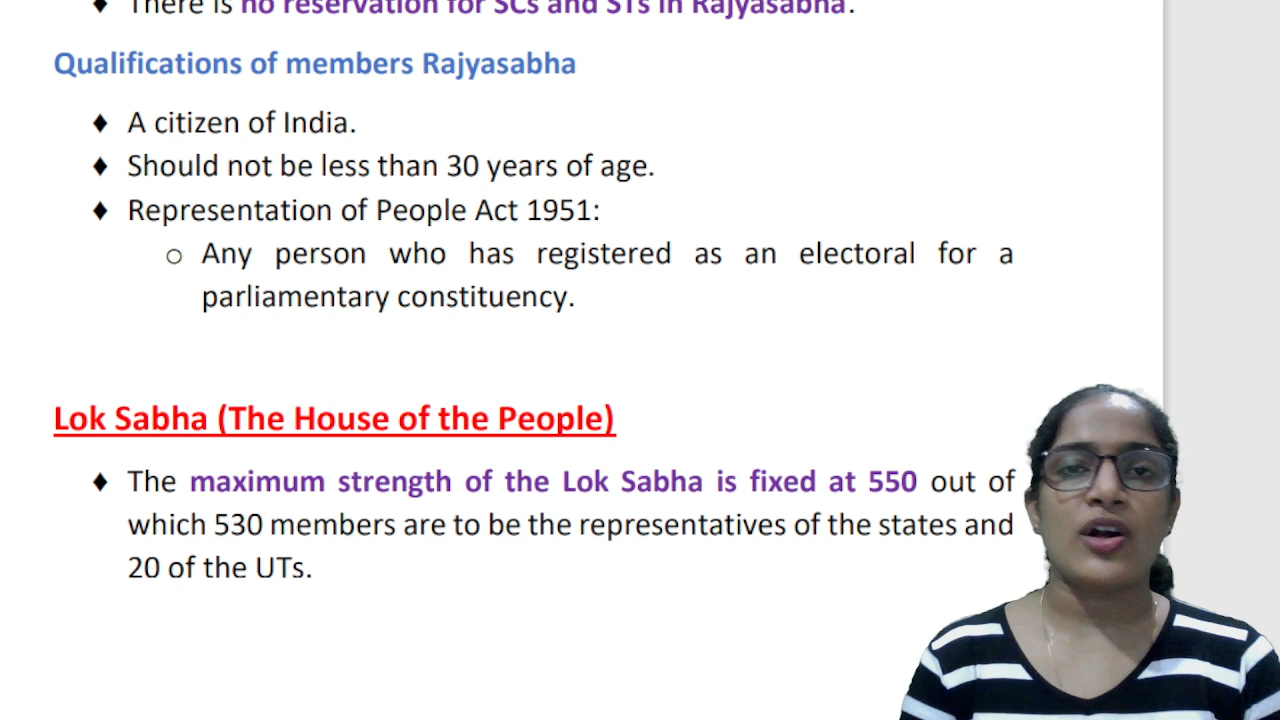 ♦ There is no reservation for SCs and STs in Rajyasabha.
Qualifications of members Rajyasabha
♦ A citizen of India.
♦ Should not be less than 30 years of age.
♦ Representation of People Act 1951:
o Any person who has registered as an electoral for a
parliamentary constituency.
Lok Sabha (The House of the People)
♦ The maximum strength of the Lok Sabha is fixed at 550 out of
which 530 members are to be the representatives of the states and
20 of the UTs.